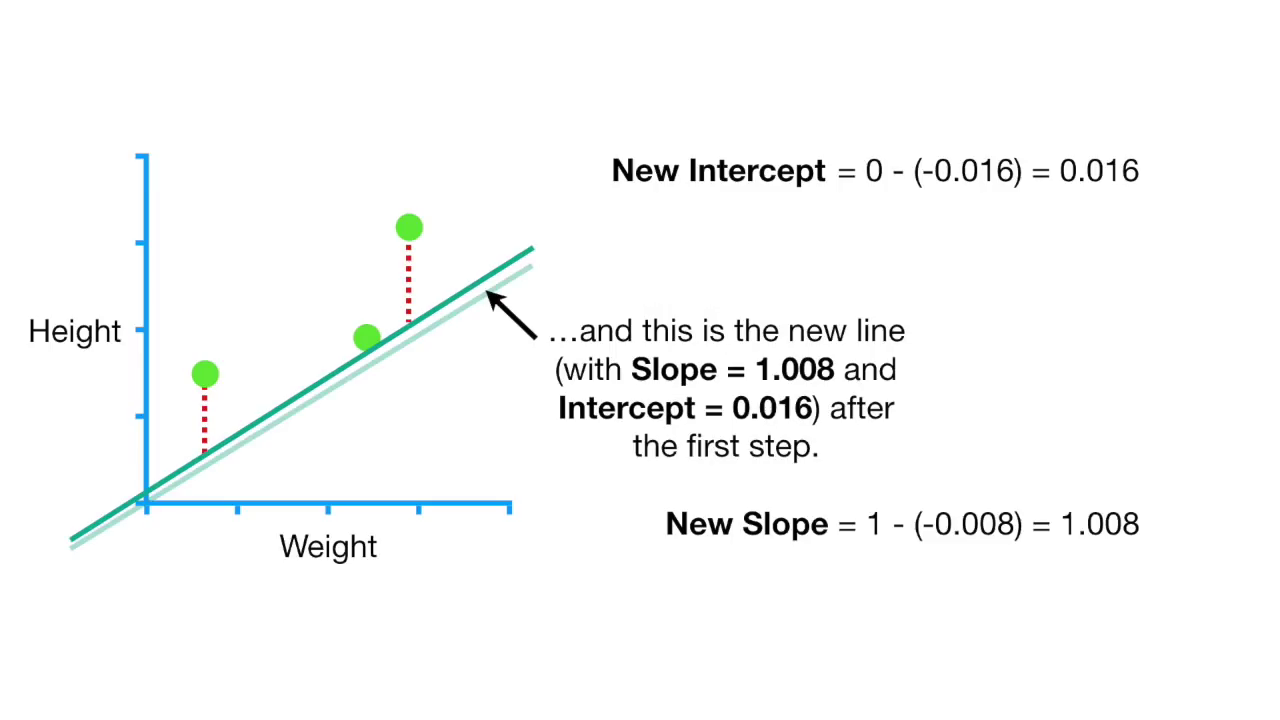 New Intercept = 0 - (-0.016) = 0.016
Height
…and this is the new line
(with Slope = 1.008 and
Intercept = 0.016) after
the first step.
New Slope = 1 - (-0.008) = 1.008
Weight